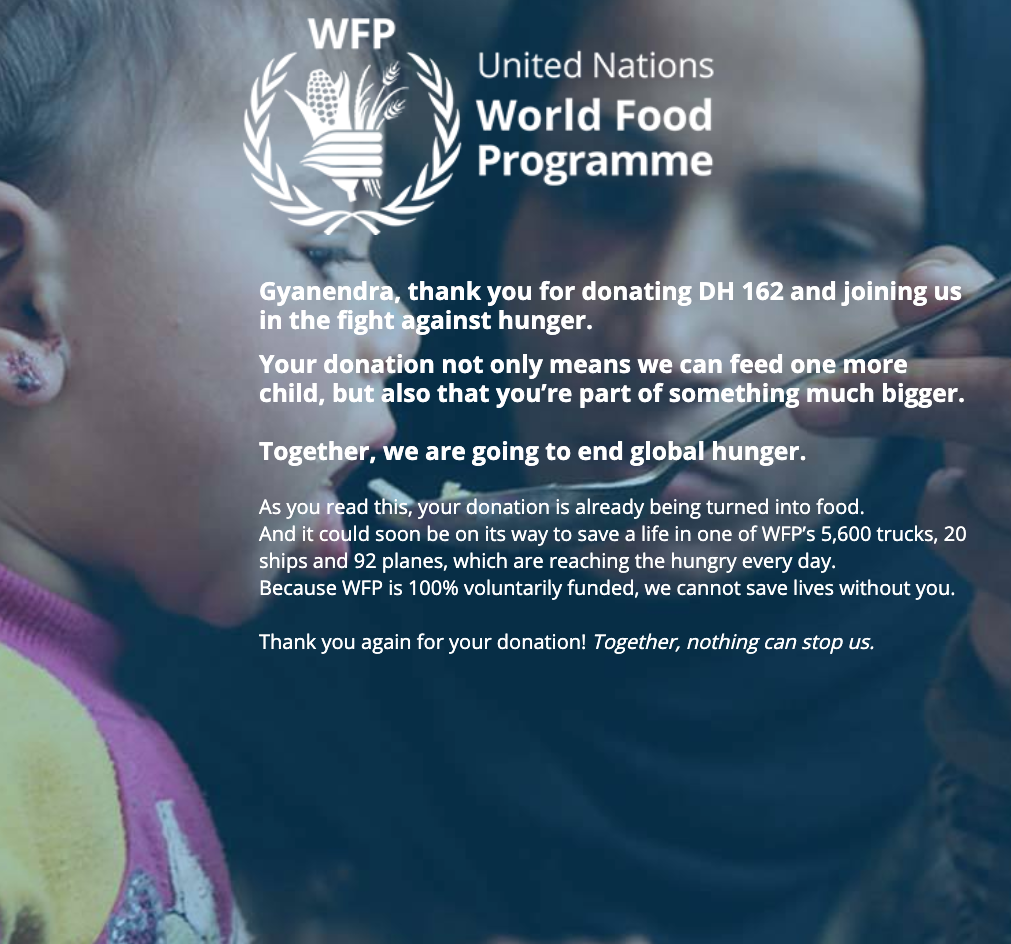 WFP
United Nations
World Food
Programme
Gyanendra, thank you for donating DH 162 and joining us
in the fight against hunger.
Your donation not only means we can feed one more
child, but also that you’re part of something much bigger.
Together, we are going to end global hunger.
As you read this, your donation is already being turned into food.
And it could soon be on its way to save a life in one of WFP’s 5,600 trucks, 20
ships and 92 planes, which are reaching the hungry every day.
Because WFP is 100% voluntarily funded, we cannot save lives without you.
Thank you again for your donation! Together, nothing can stop us.